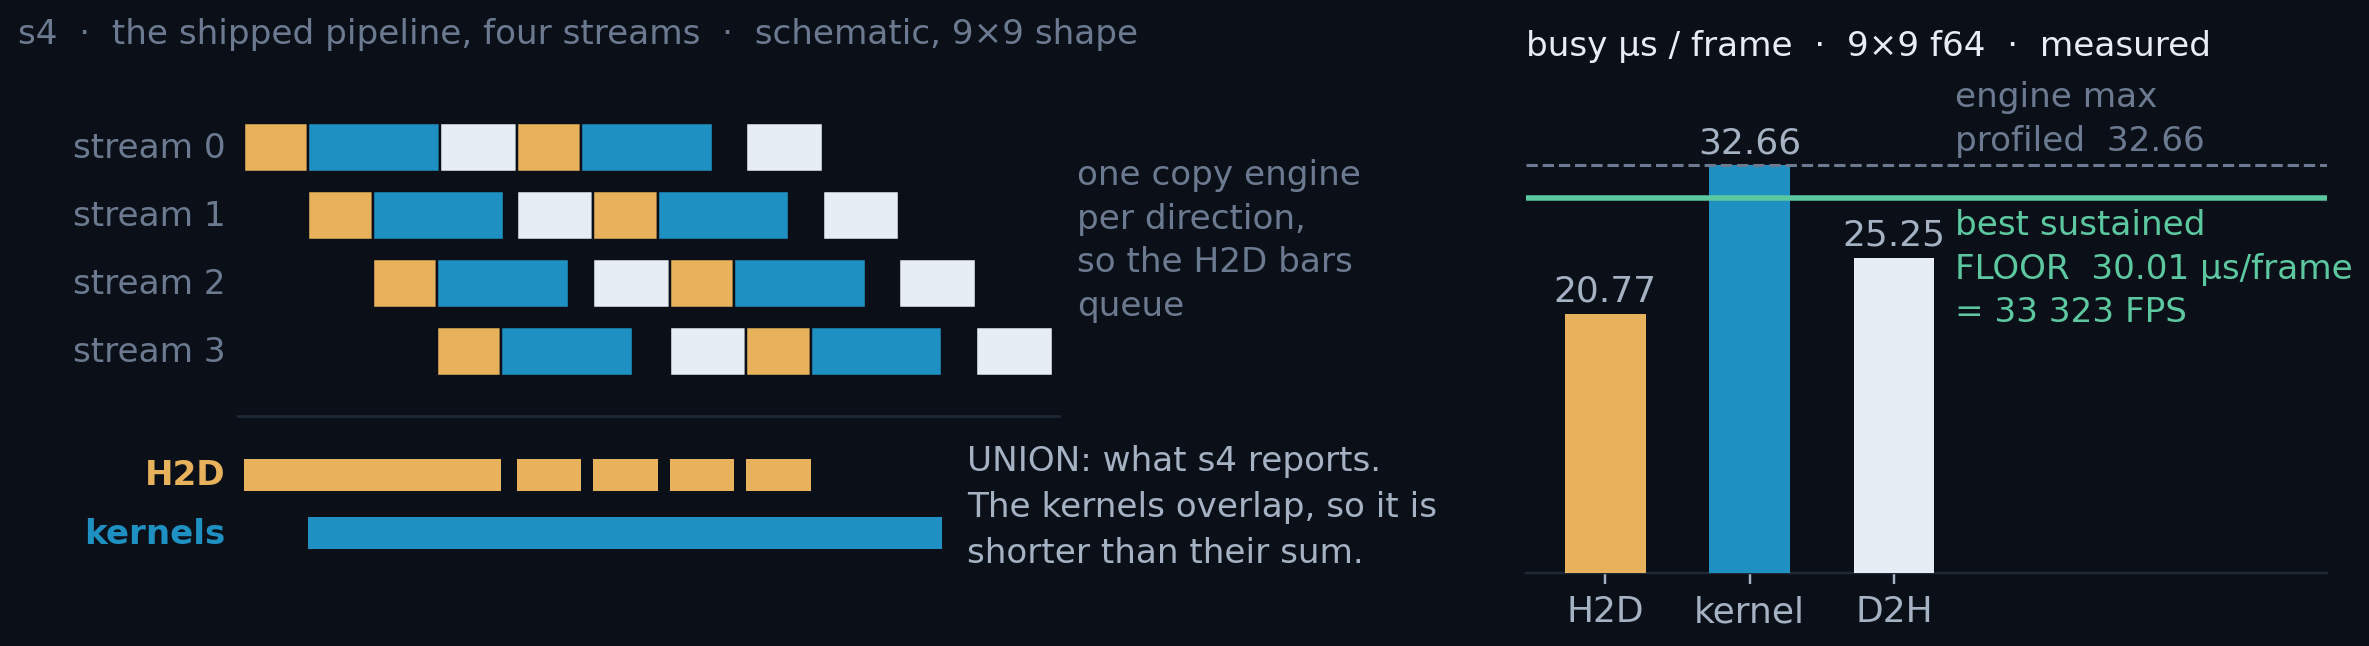 s4 · the shipped pipeline, four streams · schematic, 9×9 shape
stream 0
stream 1
stream 2
stream 3
one copy engine
per direction,
so the H2D bars
queue
H2D
kernels
UNION: what s4 reports.
The kernels overlap, so it is
shorter than their sum.
busy µs / frame · 9×9 f64 · measured
engine max
profiled 32.66
32.66
best sustained
FLOOR 30.01 µs/frame
= 33 323 FPS
25.25
20.77
H2D
kernel
D2H